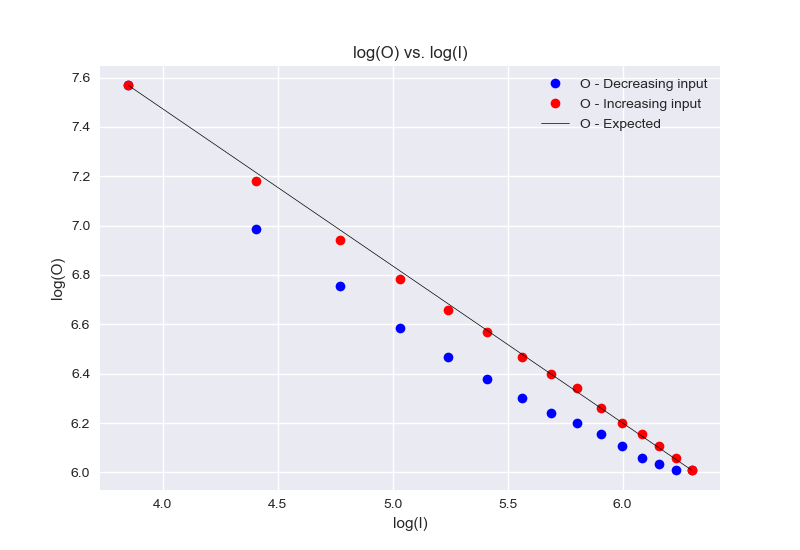 log(O) vs. log(I)
O - Decreasing input
O - Increasing input
O - Expected
log(O)
7.6
7.4
7.2
7.0
6.8
6.6
6.4
6.2
6.0
4.0 4.5 5.0 5.5 6.0
log(I)